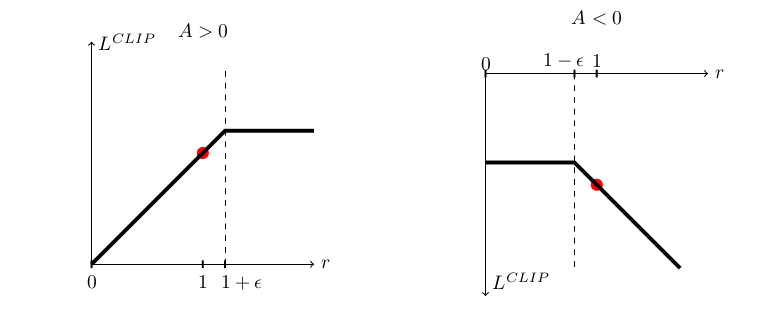 A > 0
L^{CLIP}
r
0 1 1 + ϵ
A < 0
0 1 − ϵ 1
r
L^{CLIP}